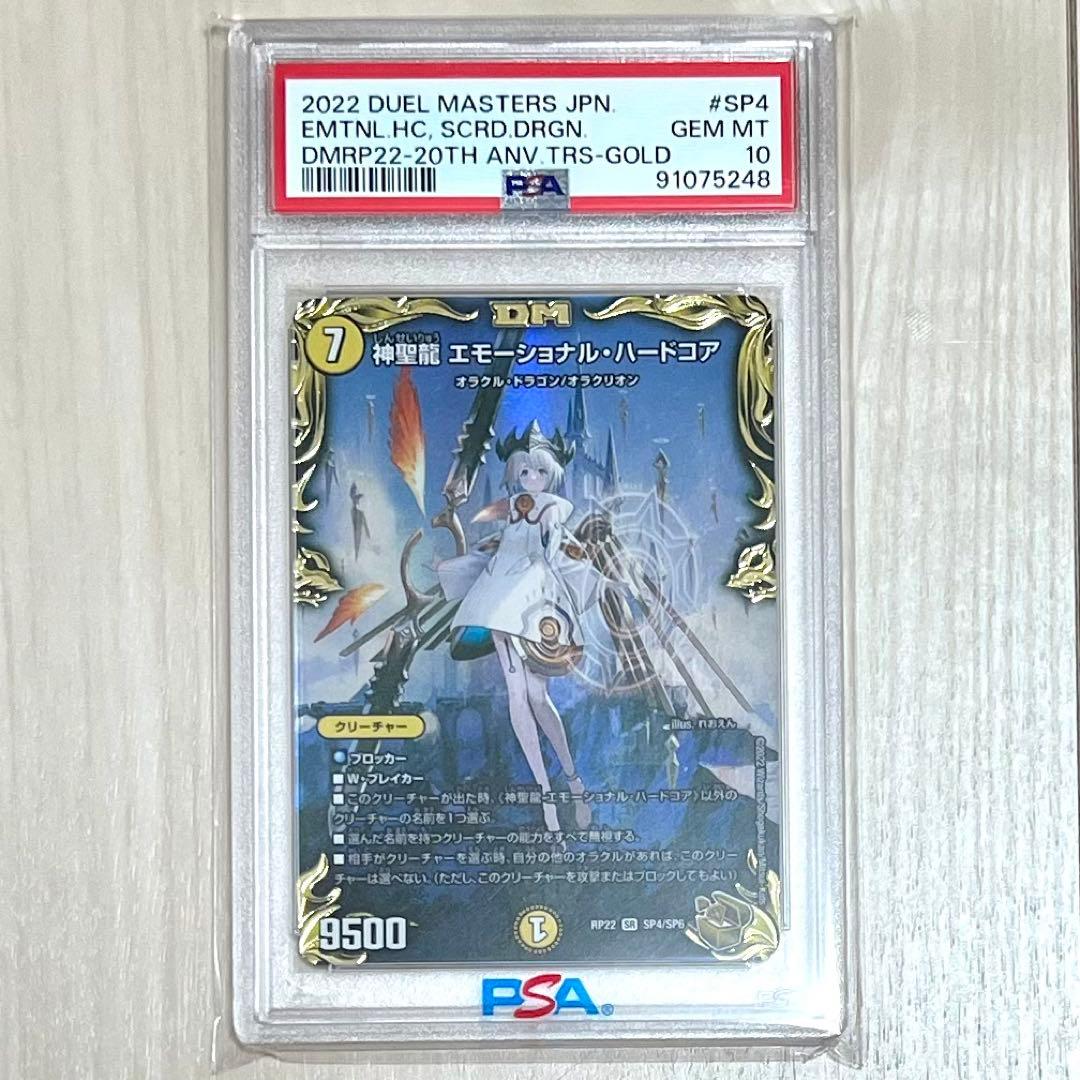 2022 DUEL MASTERS JPN. #SP4
EMTNL.HC, SCRD.DRGN. GEM MT
DMRP22-20TH ANV.TRS-GOLD 10
PSA 91075248
DM
7
しんせいりゅう
神聖龍 エモーショナル・ハードコア
オラクル・ドラゴン/オラクリオン
illus. れおえん
クリーチャー
ブロッカー
■W・ブレイカー
■このクリーチャーが出た時、《神聖龍 エモーショナル・ハードコア》以外の
クリーチャーの名前を1つ選ぶ。
■選んだ名前を持つクリーチャーの能力をすべて無視する。
■相手がクリーチャーを選ぶ時、自分の他のオラクルがあれば、このクリー
チャーは選べない。(ただし、このクリーチャーを攻撃またはブロックしてもよい)
©2022 Wizards/Shogakukan/Mitsui-Kids
9500
1
RP22 SR SP4/SP6
PSA®